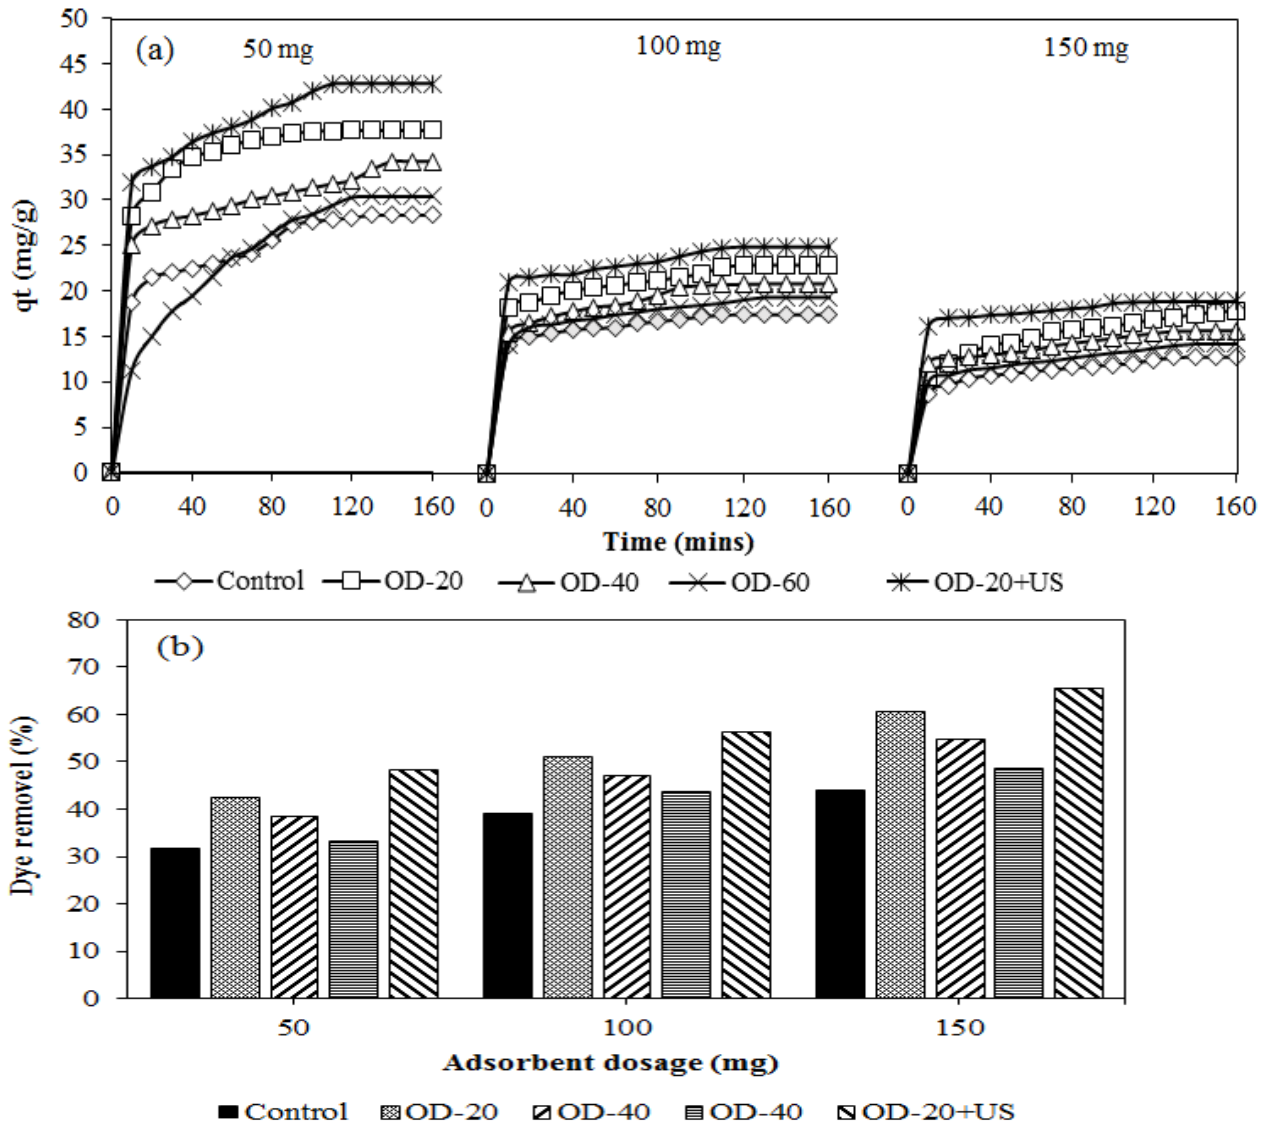 50
45
40
35
30
25
20
15
10
5
0
qt (mg/g)
(a)
50 mg
100 mg
150 mg
0 40 80 120 160 0 40 80 120 160 0 40 80 120 160
Time (mins)
Control OD-20 OD-40 OD-60 OD-20+US
80
70
60
50
40
30
20
10
0
Dye removel (%)
(b)
50 100 150
Adsorbent dosage (mg)
Control OD-20 OD-40 OD-40 OD-20+US